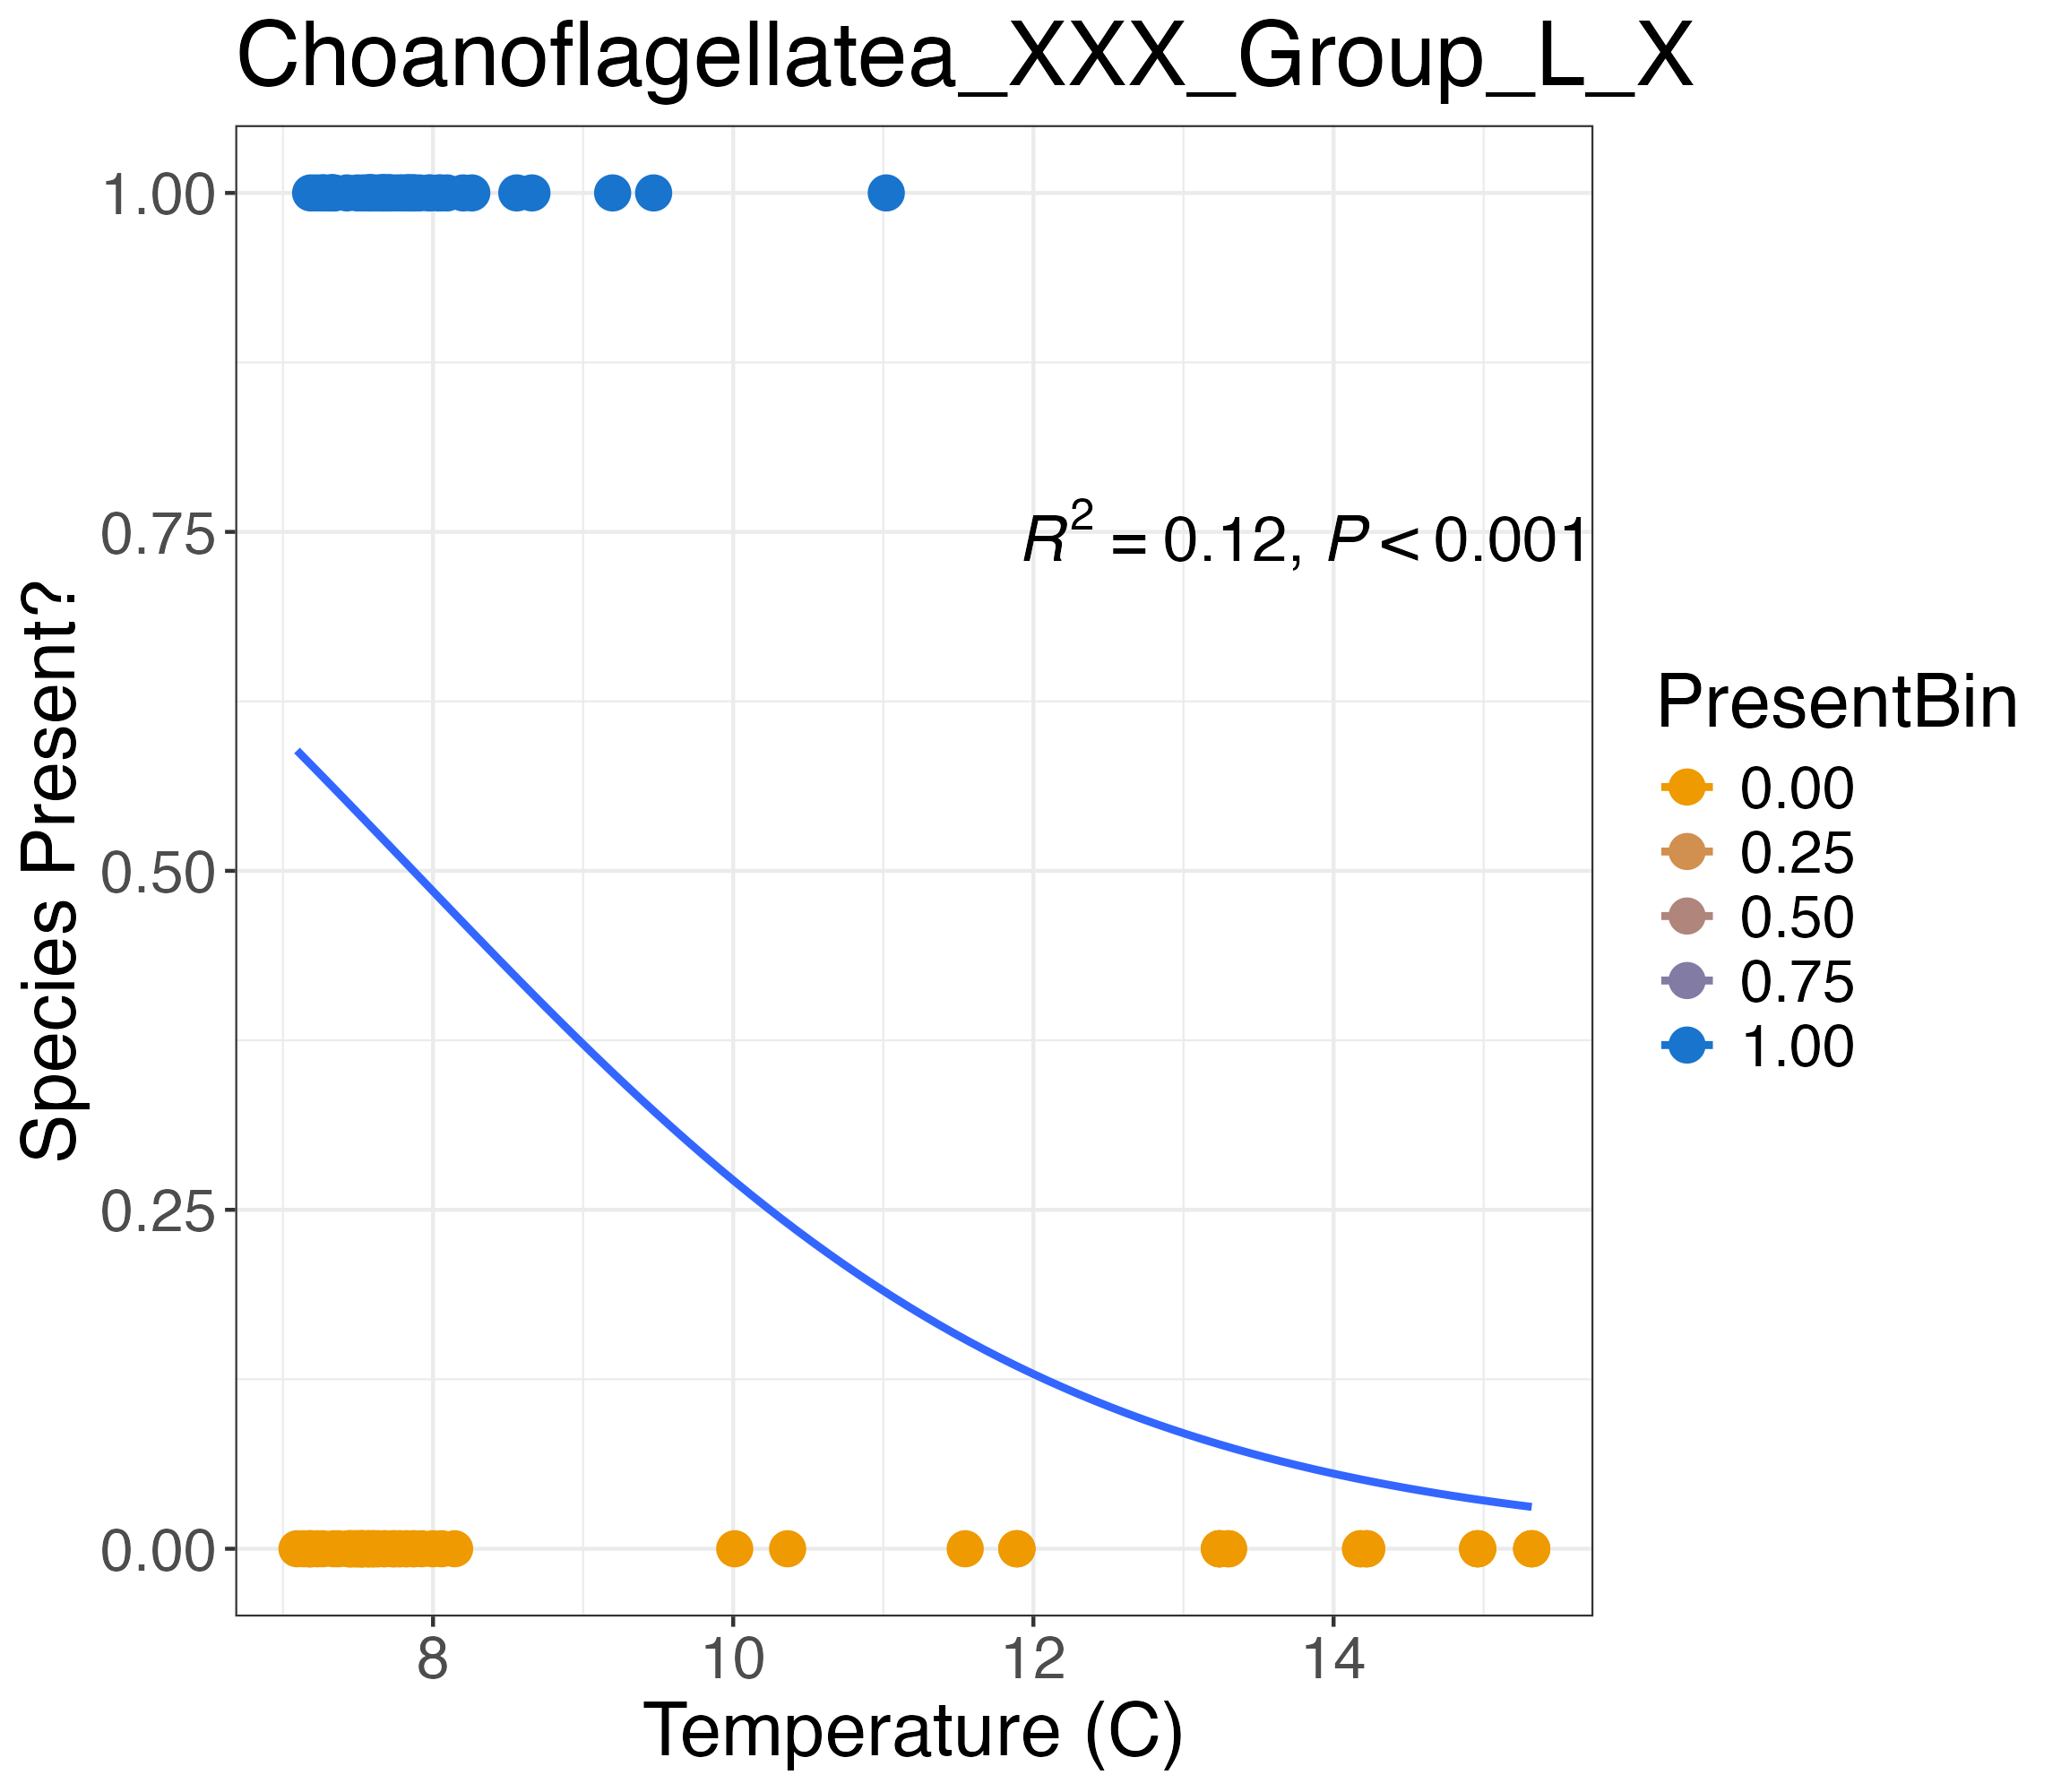 Choanoflagellatea_XXX_Group_L_X
1.00
0.75
0.50
0.25
0.00
Species Present?
R² = 0.12, P < 0.001
8 10 12 14
Temperature (C)
PresentBin
0.00
0.25
0.50
0.75
1.00